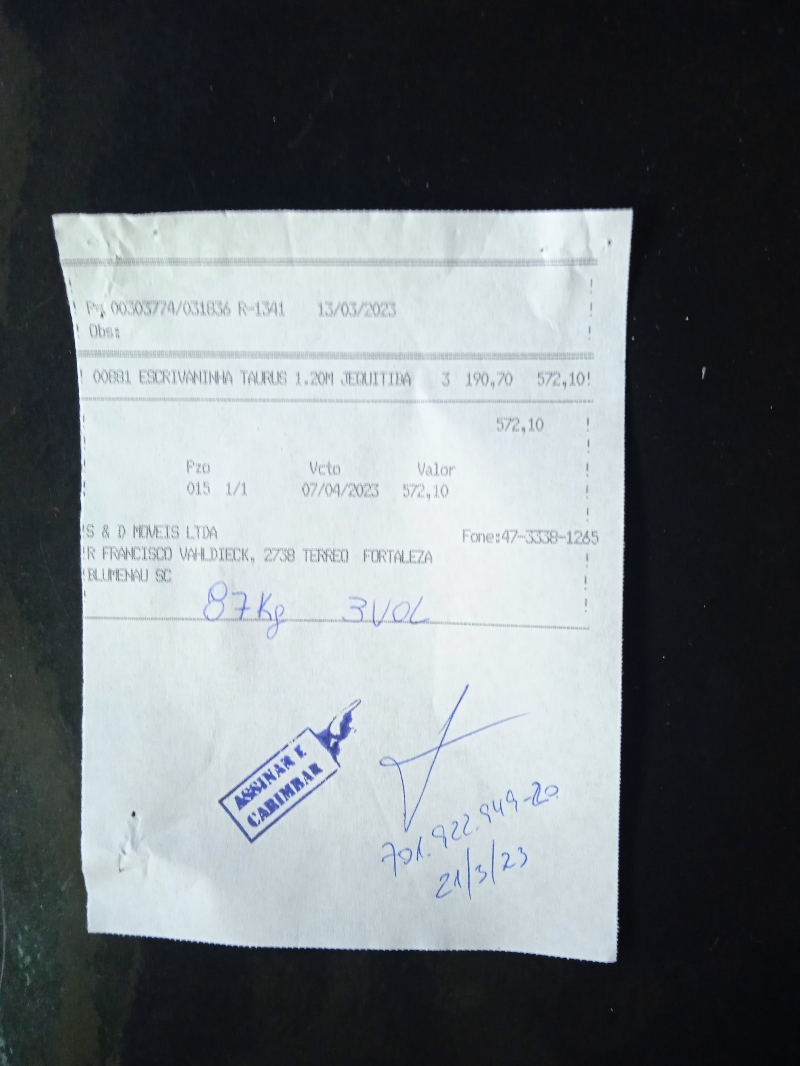 Pv 00303774/031836 R-1341 13/03/2023
Obs:
00881 ESCRIVANINHA TAURUS 1.20M JEQUITIBA 3 190,70 572,10
572,10
Pzo Vcto Valor
015 1/1 07/04/2023 572,10
S & D MOVEIS LTDA Fone:47-3338-1265
R FRANCISCO VAHLDIECK, 2738 TERREO FORTALEZA
BLUMENAU SC
87Kg 3VOL
ASSINAR E
CARIMBAR
701.922.949-20
21/3/23